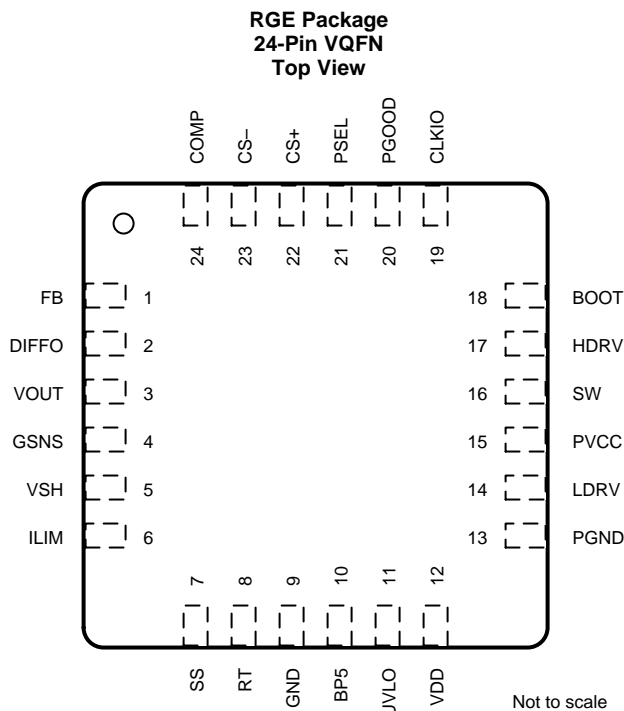 RGE Package
24-Pin VQFN
Top View
COMP
CS–
CS+
PSEL
PGOOD
CLKIO
24
23
22
21
20
19
FB 1
18 BOOT
DIFFO 2
17 HDRV
VOUT 3
16 SW
GSNS 4
15 PVCC
VSH 5
14 LDRV
ILIM 6
13 PGND
7
8
9
10
11
12
SS
RT
GND
BP5
UVLO
VDD
Not to scale